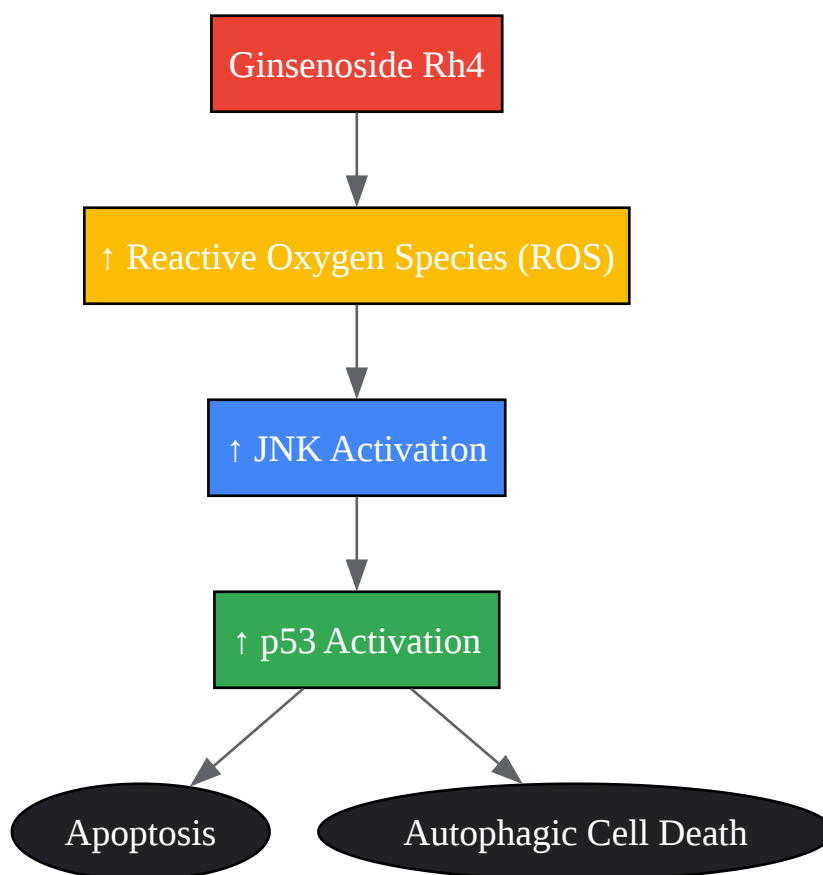 Ginsenoside Rh4
↑ Reactive Oxygen Species (ROS)
↑ JNK Activation
↑ p53 Activation
Apoptosis
Autophagic Cell Death